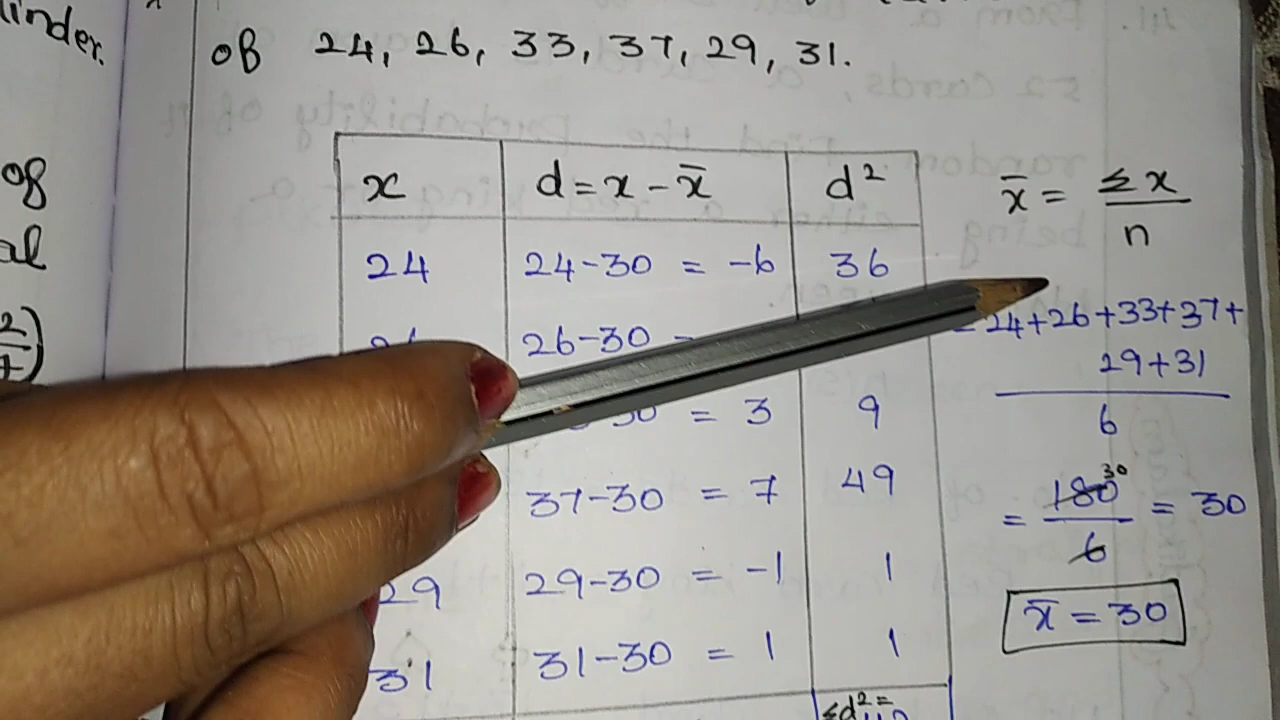 linder.
of 24, 26, 33, 37, 29, 31.
of
al
x d = x - x̄ d²
24 24-30 = -6 36
26-30
= 3 9
37-30 = 7 49
29 29-30 = -1 1
31 31-30 = 1 1
Σd² =
x̄ = Σx
n
24+26+33+37+
29+31
6
= 180 30 = 30
6
x̄ = 30